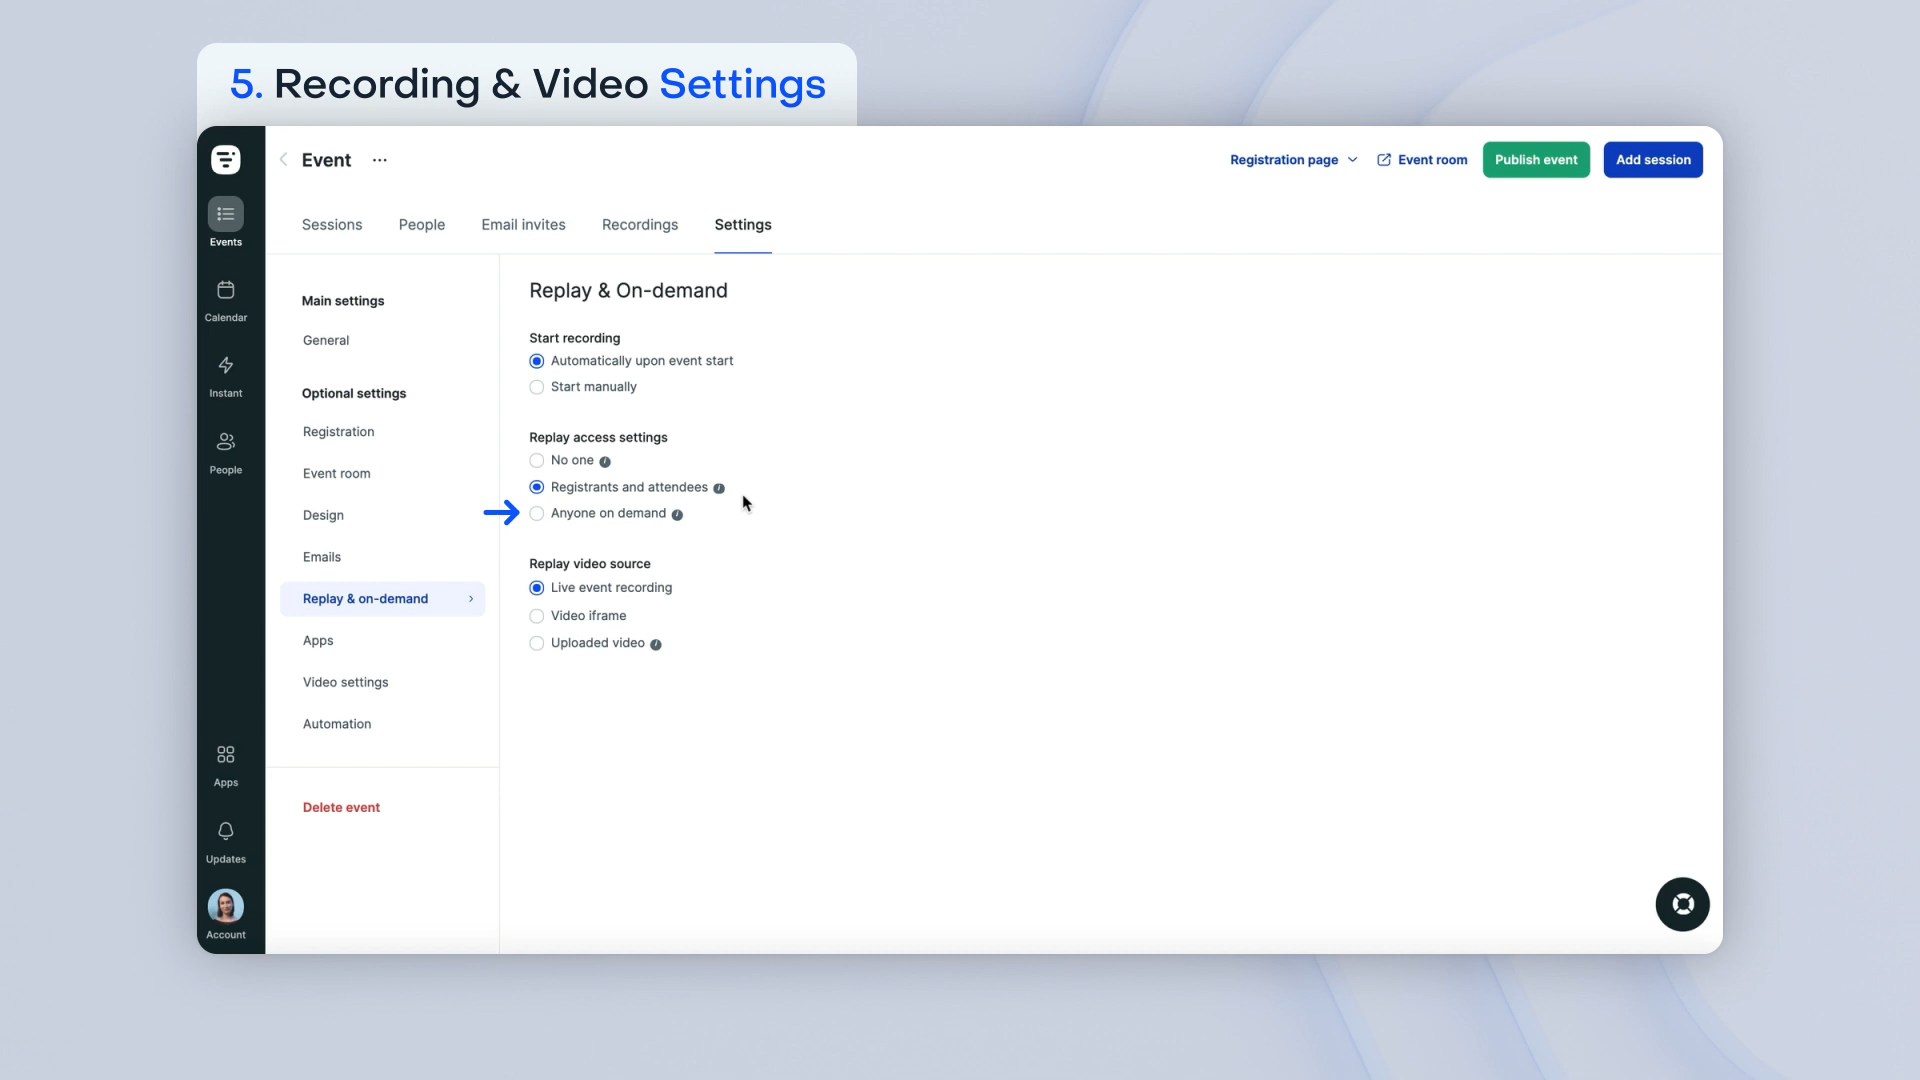 5. Recording & Video Settings
Event ...
Registration page
Event room
Publish event
Add session
Sessions
People
Email invites
Recordings
Settings
Events
Calendar
Instant
People
Apps
Updates
Account
Main settings
General
Optional settings
Registration
Event room
Design
Emails
Replay & on-demand
Apps
Video settings
Automation
Delete event
Replay & On-demand
Start recording
Automatically upon event start
Start manually
Replay access settings
No one
Registrants and attendees
Anyone on demand
Replay video source
Live event recording
Video iframe
Uploaded video